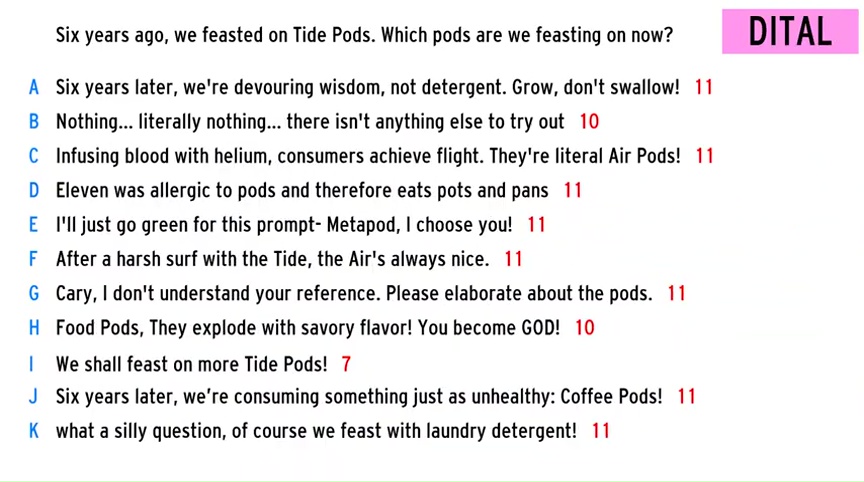 Six years ago, we feasted on Tide Pods. Which pods are we feasting on now?
DITAL
A Six years later, we're devouring wisdom, not detergent. Grow, don't swallow! 11
B Nothing... literally nothing... there isn't anything else to try out 10
C Infusing blood with helium, consumers achieve flight. They're literal Air Pods! 11
D Eleven was allergic to pods and therefore eats pots and pans 11
E I'll just go green for this prompt- Metapod, I choose you! 11
F After a harsh surf with the Tide, the Air's always nice. 11
G Cary, I don't understand your reference. Please elaborate about the pods. 11
H Food Pods, They explode with savory flavor! You become GOD! 10
I We shall feast on more Tide Pods! 7
J Six years later, we’re consuming something just as unhealthy: Coffee Pods! 11
K what a silly question, of course we feast with laundry detergent! 11